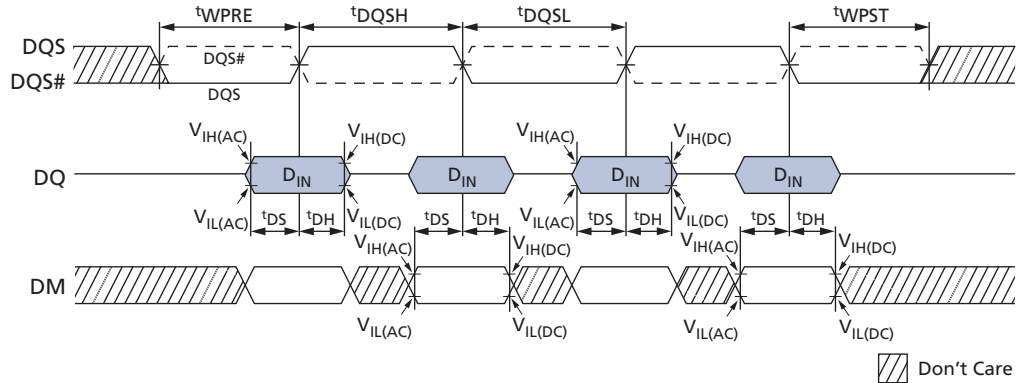 tWPRE tDQSH tDQSL tWPST
DQS
DQS#
DQS#
DQS
VIH(AC) VIH(DC) VIH(AC) VIH(DC)
DQ DIN DIN DIN DIN
VIL(AC) VIL(DC) VIL(AC) VIL(DC)
tDS tDH tDS tDH tDS tDH tDS tDH
VIH(AC) VIH(DC) VIH(AC) VIH(DC)
DM
VIL(AC) VIL(DC) VIL(AC) VIL(DC)
Don't Care